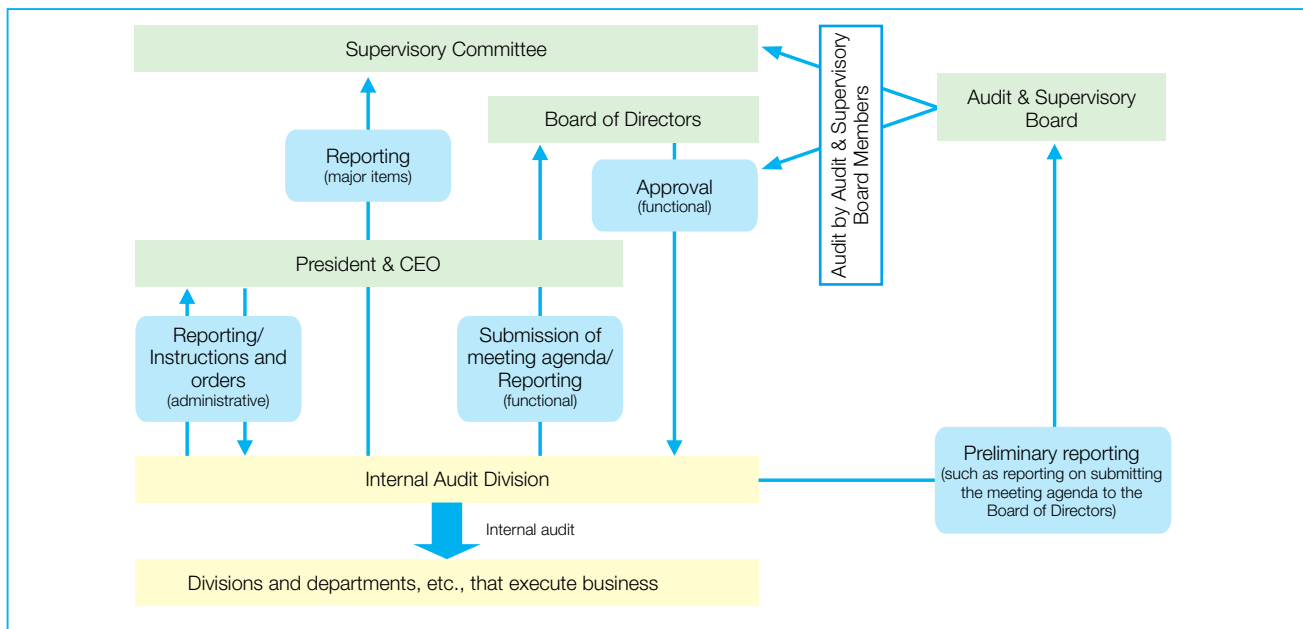 Supervisory Committee
Audit by Audit & Supervisory
Board Members
Audit & Supervisory
Board
Board of Directors
Reporting
(major items)
Approval
(functional)
President & CEO
Reporting/
Instructions and
orders
(administrative)
Submission of
meeting agenda/
Reporting
(functional)
Internal Audit Division
Preliminary reporting
(such as reporting on submitting
the meeting agenda to the
Board of Directors)
Internal audit
Divisions and departments, etc., that execute business